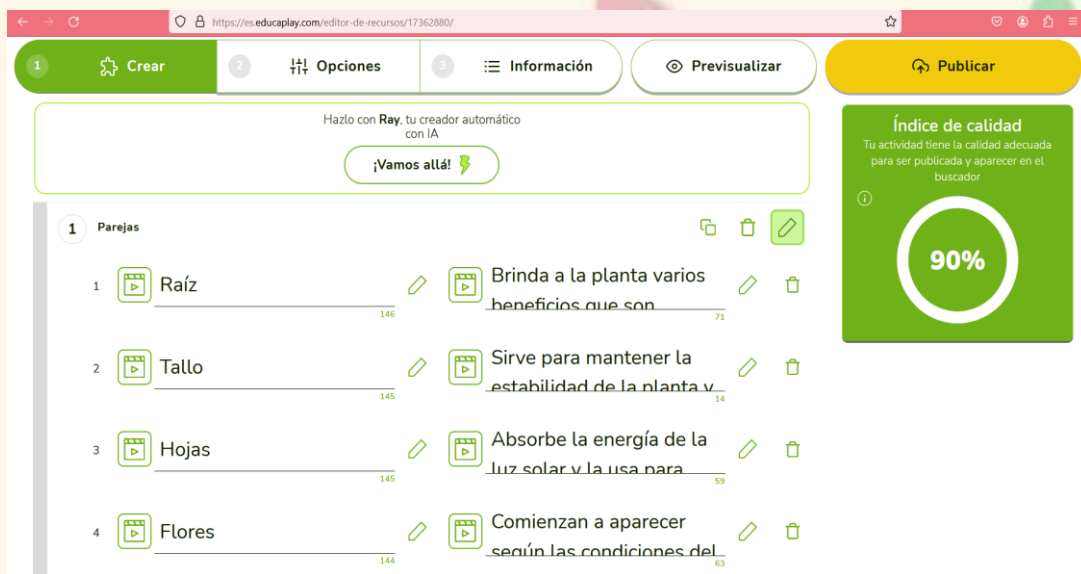 https://es.educaplay.com/editor-de-recursos/17362880/
1 Crear
2 Opciones
3 Información
Previsualizar
Publicar
Hazlo con Ray, tu creador automático
con IA
¡Vamos allá!
Índice de calidad
Tu actividad tiene la calidad adecuada
para ser publicada y aparecer en el
buscador
90%
1 Parejas
1 Raíz
146
Brinda a la planta varios
beneficios que son
71
2 Tallo
145
Sirve para mantener la
estabilidad de la planta y
14
3 Hojas
145
Absorbe la energía de la
luz solar y la usa para
59
4 Flores
144
Comienzan a aparecer
según las condiciones del
63